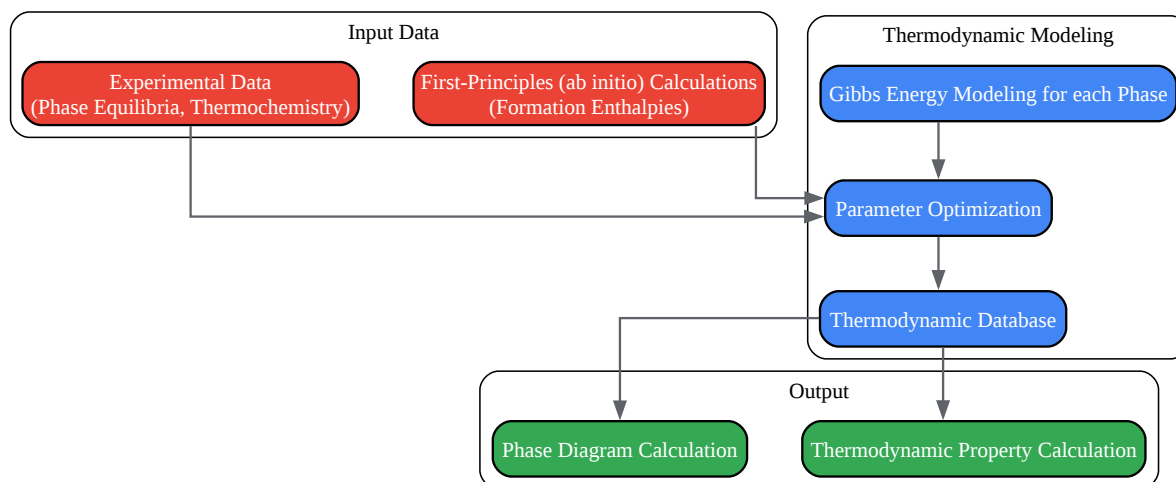 Input Data
Experimental Data
(Phase Equilibria, Thermochemistry)
First-Principles (ab initio) Calculations
(Formation Enthalpies)
Thermodynamic Modeling
Gibbs Energy Modeling for each Phase
Parameter Optimization
Thermodynamic Database
Output
Phase Diagram Calculation
Thermodynamic Property Calculation